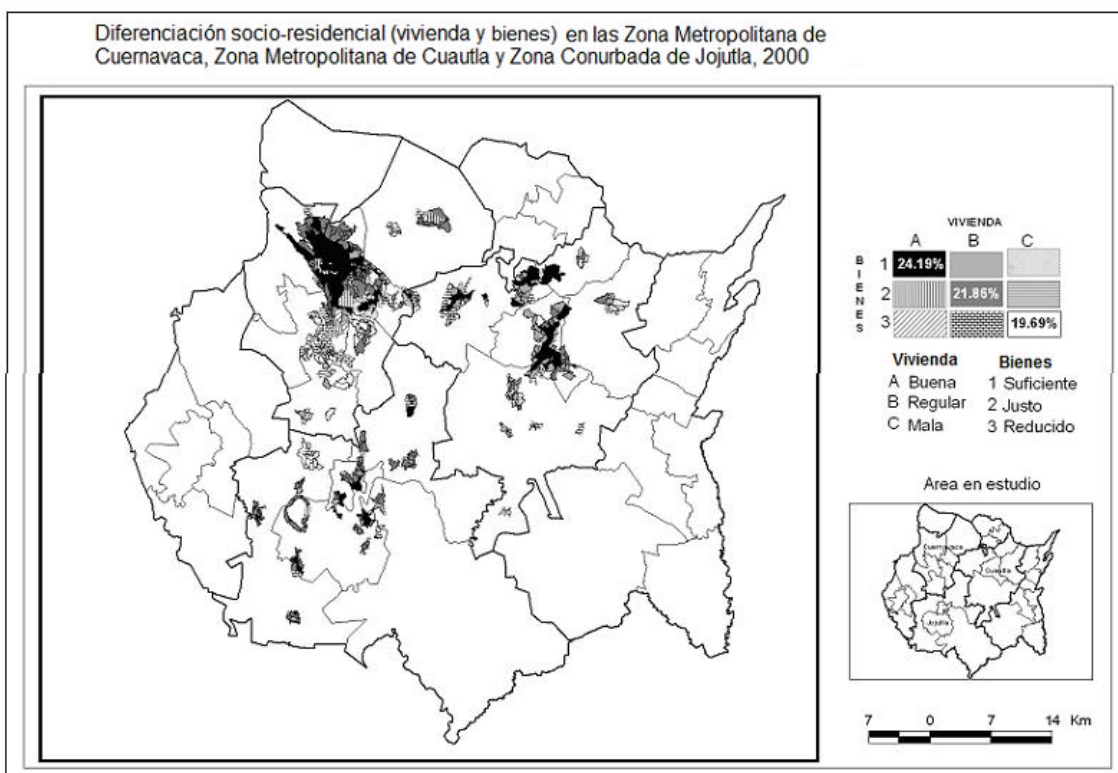 Diferenciación socio-residencial (vivienda y bienes) en las Zona Metropolitana de
Cuernavaca, Zona Metropolitana de Cuautla y Zona Conurbada de Jojutla, 2000
VIVIENDA
A B C
BIENES
1 24.19%
2 21.86%
3 19.69%
Vivienda Bienes
A Buena 1 Suficiente
B Regular 2 Justo
C Mala 3 Reducido
Area en estudio
Cuernavaca
Cuautla
Jojutla
7 0 7 14 Km